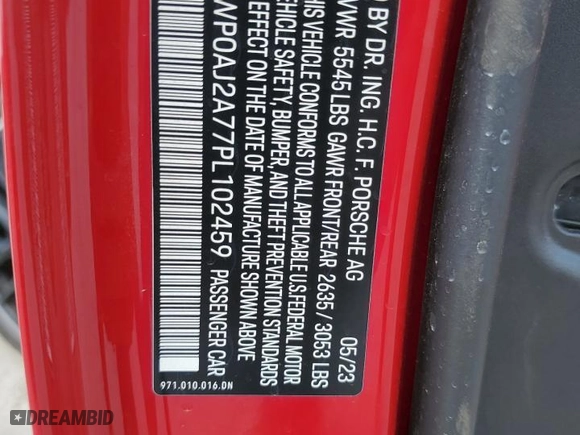 D BY DR. ING. H.C. F. PORSCHE AG
05/23
VWR 5545 LBS GAWR FRONT/REAR 2635 / 3053 LBS
THIS VEHICLE CONFORMS TO ALL APPLICABLE U.S. FEDERAL MOTOR
VEHICLE SAFETY, BUMPER, AND THEFT PREVENTION STANDARDS
EFFECT ON THE DATE OF MANUFACTURE SHOWN ABOVE
WP0AJ2A77PL102459 PASSENGER CAR
971.010.016.DN
DREAMBID